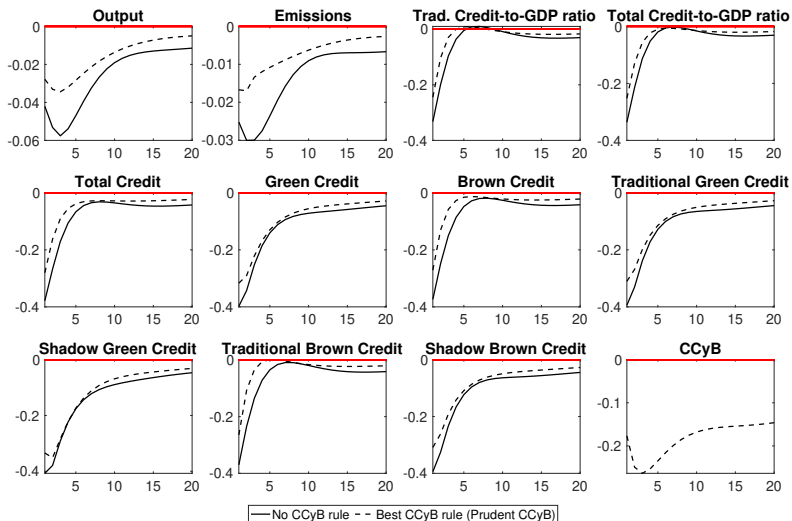 Output
Emissions
Trad. Credit-to-GDP ratio
Total Credit-to-GDP ratio
0
-0.02
-0.04
-0.06
5 10 15 20
0
-0.01
-0.02
-0.03
5 10 15 20
0
-0.2
-0.4
5 10 15 20
0
-0.2
-0.4
5 10 15 20
Total Credit
Green Credit
Brown Credit
Traditional Green Credit
0
-0.2
-0.4
5 10 15 20
0
-0.2
-0.4
5 10 15 20
0
-0.2
-0.4
5 10 15 20
0
-0.2
-0.4
5 10 15 20
Shadow Green Credit
Traditional Brown Credit
Shadow Brown Credit
CCyB
0
-0.2
-0.4
5 10 15 20
0
-0.2
-0.4
5 10 15 20
0
-0.2
-0.4
5 10 15 20
0
-0.1
-0.2
5 10 15 20
No CCyB rule
Best CCyB rule (Prudent CCyB)